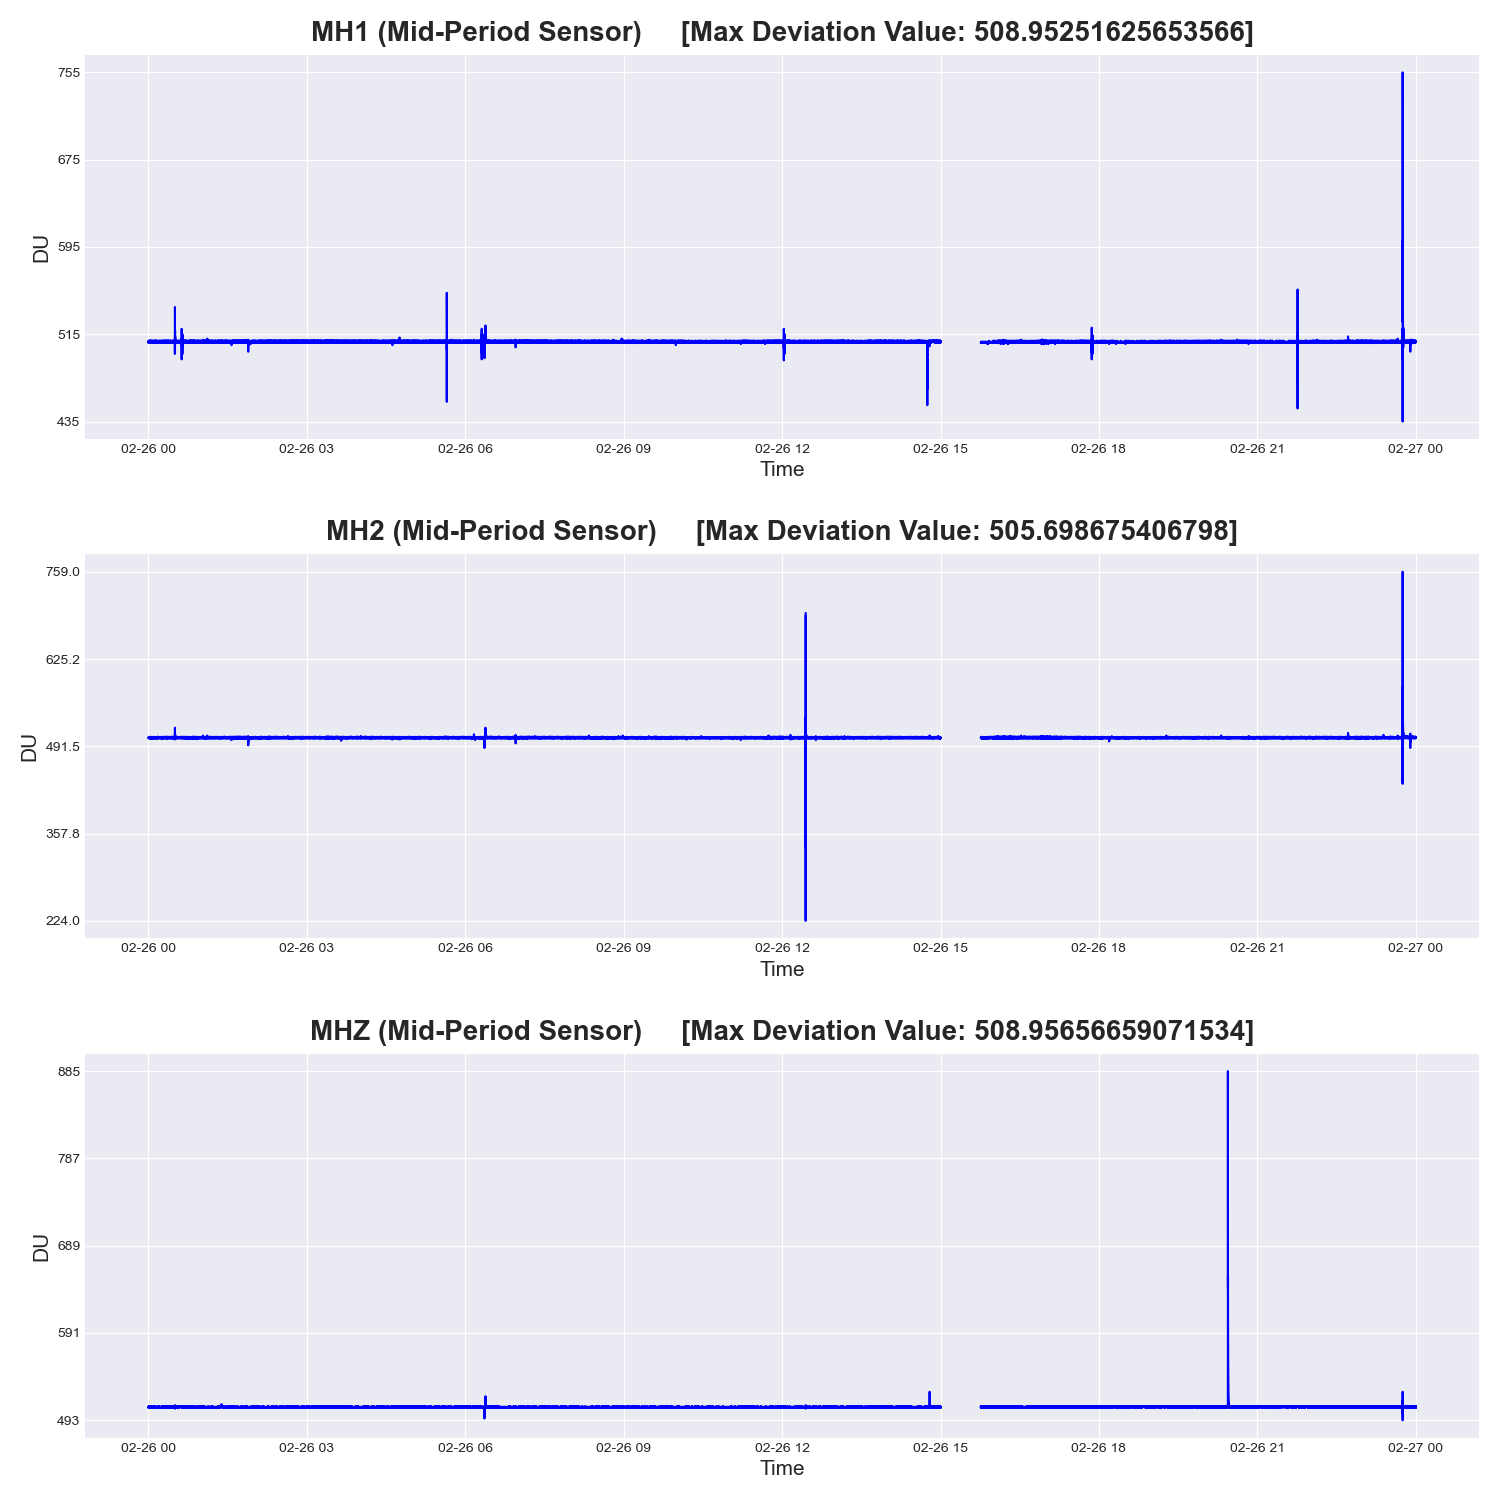 MH1 (Mid-Period Sensor) [Max Deviation Value: 508.95251625653566]
755
675
595
515
435
DU
02-26 00 02-26 03 02-26 06 02-26 09 02-26 12 02-26 15 02-26 18 02-26 21 02-27 00
Time
MH2 (Mid-Period Sensor) [Max Deviation Value: 505.698675406798]
759.0
625.2
491.5
357.8
224.0
DU
02-26 00 02-26 03 02-26 06 02-26 09 02-26 12 02-26 15 02-26 18 02-26 21 02-27 00
Time
MHZ (Mid-Period Sensor) [Max Deviation Value: 508.95656659071534]
885
787
689
591
493
DU
02-26 00 02-26 03 02-26 06 02-26 09 02-26 12 02-26 15 02-26 18 02-26 21 02-27 00
Time